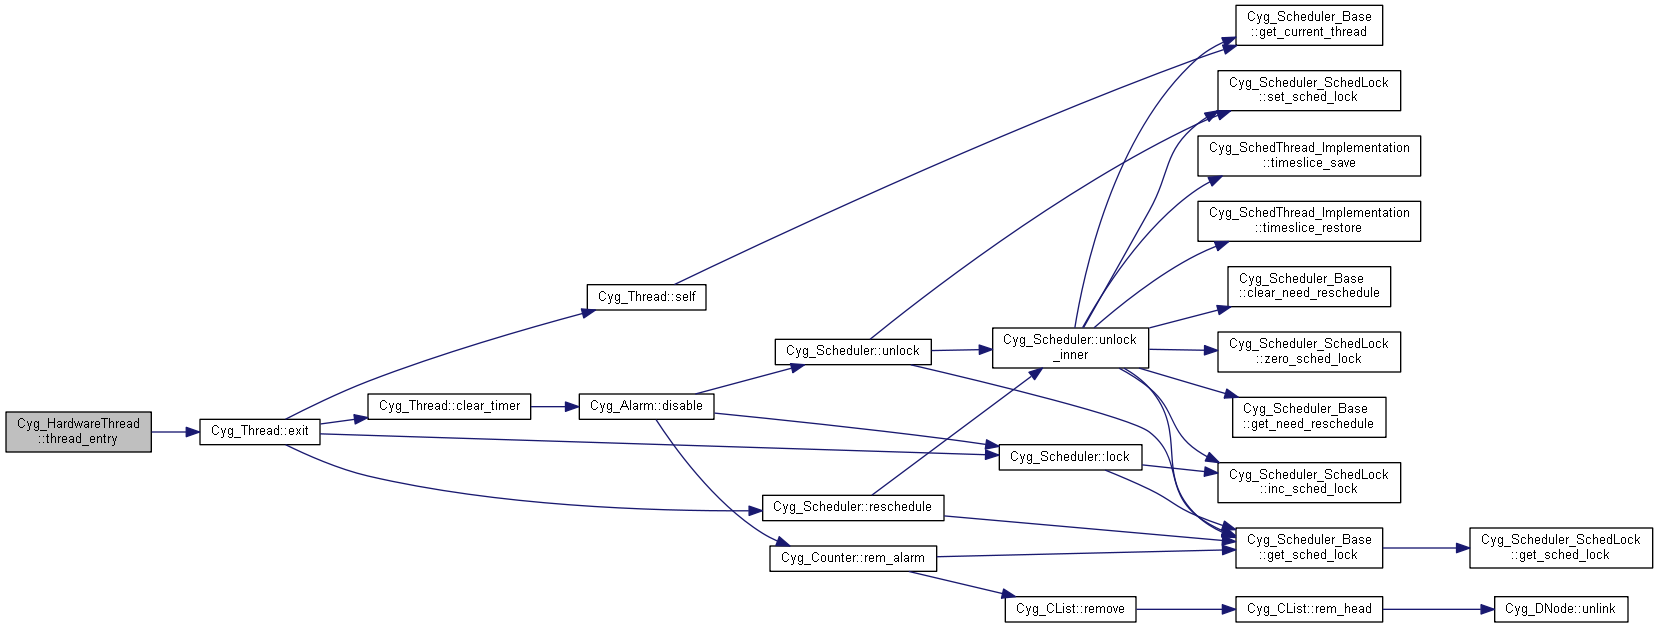 Cyg_Scheduler_Base
::get_current_thread
Cyg_Scheduler_SchedLock
::set_sched_lock
Cyg_SchedThread_Implementation
::timeslice_save
Cyg_SchedThread_Implementation
::timeslice_restore
Cyg_Scheduler_Base
::clear_need_reschedule
Cyg_Thread::self
Cyg_Scheduler::unlock
Cyg_Scheduler::unlock
_inner
Cyg_Scheduler_SchedLock
::zero_sched_lock
Cyg_HardwareThread
::thread_entry
Cyg_Thread::exit
Cyg_Thread::clear_timer
Cyg_Alarm::disable
Cyg_Scheduler_Base
::get_need_reschedule
Cyg_Scheduler::lock
Cyg_Scheduler_SchedLock
::inc_sched_lock
Cyg_Scheduler::reschedule
Cyg_Counter::rem_alarm
Cyg_Scheduler_Base
::get_sched_lock
Cyg_Scheduler_SchedLock
::get_sched_lock
Cyg_CList::remove
Cyg_CList::rem_head
Cyg_DNode::unlink